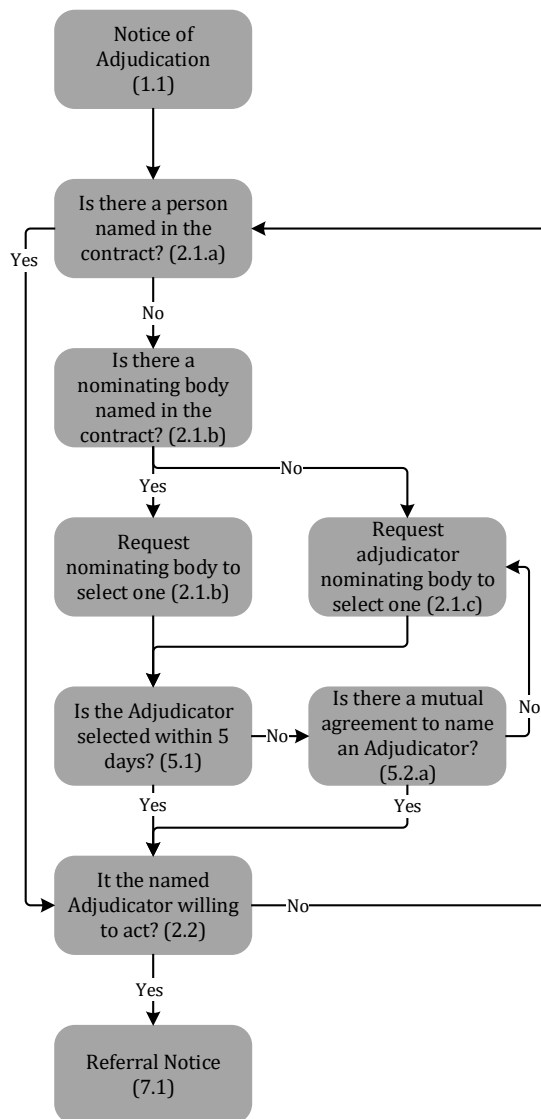 Notice of
Adjudication
(1.1)
Is there a person
named in the
contract? (2.1.a)
Yes
No
Is there a
nominating body
named in the
contract? (2.1.b)
No
Yes
Request
nominating body to
select one (2.1.b)
Request
adjudicator
nominating body to
select one (2.1.c)
Is the Adjudicator
selected within 5
days? (5.1)
No
Is there a mutual
agreement to name
an Adjudicator?
(5.2.a)
No
Yes
Yes
It the named
Adjudicator willing
to act? (2.2)
No
Yes
Referral Notice
(7.1)